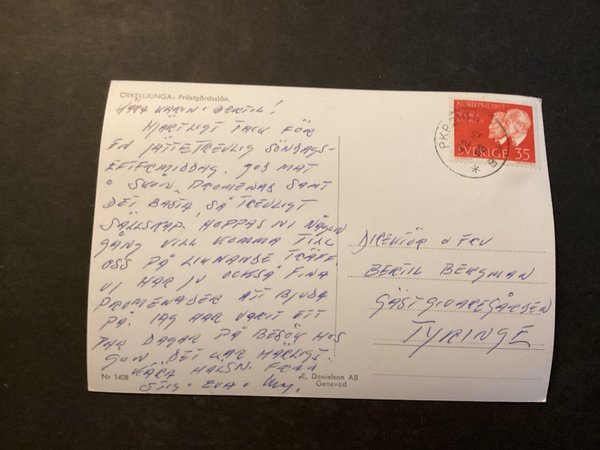 ÖRKELLJUNGA: Prästgårdssjön.
KÄRA KARIN o BERTIL!
HJÄRTLIGT TACK FÖR
EN JÄTTETREVLIG SÖNDAGS-
EFTERMIDDAG. GOD MAT
o SKÖN PROMENAD SAMT
DET BÄSTA, SÅ TREVLIGT
SÄLLSKAP. HOPPAS NI NÅGON
GÅNG VILL KOMMA TILL
OSS PÅ LIKNANDE TRÄFF.
VI HAR JU OCKSÅ FINA
PROMENADER ATT BJUDA
PÅ. JAG HAR VARIT ETT
PAR DAGAR PÅ BESÖK HOS
DET VAR HÄRLIGT.
KÄRA HÄLSN. FRÅN
STIG o EVA o
Nr 1408
E. Danielson AB
Genevad
NOBELPRIS 1907
SVERIGE 35
PKP
DIREKTÖR o FRU
BERTIL BERGMAN
GÄSTGIVAREGÅRDEN
TYRINGE